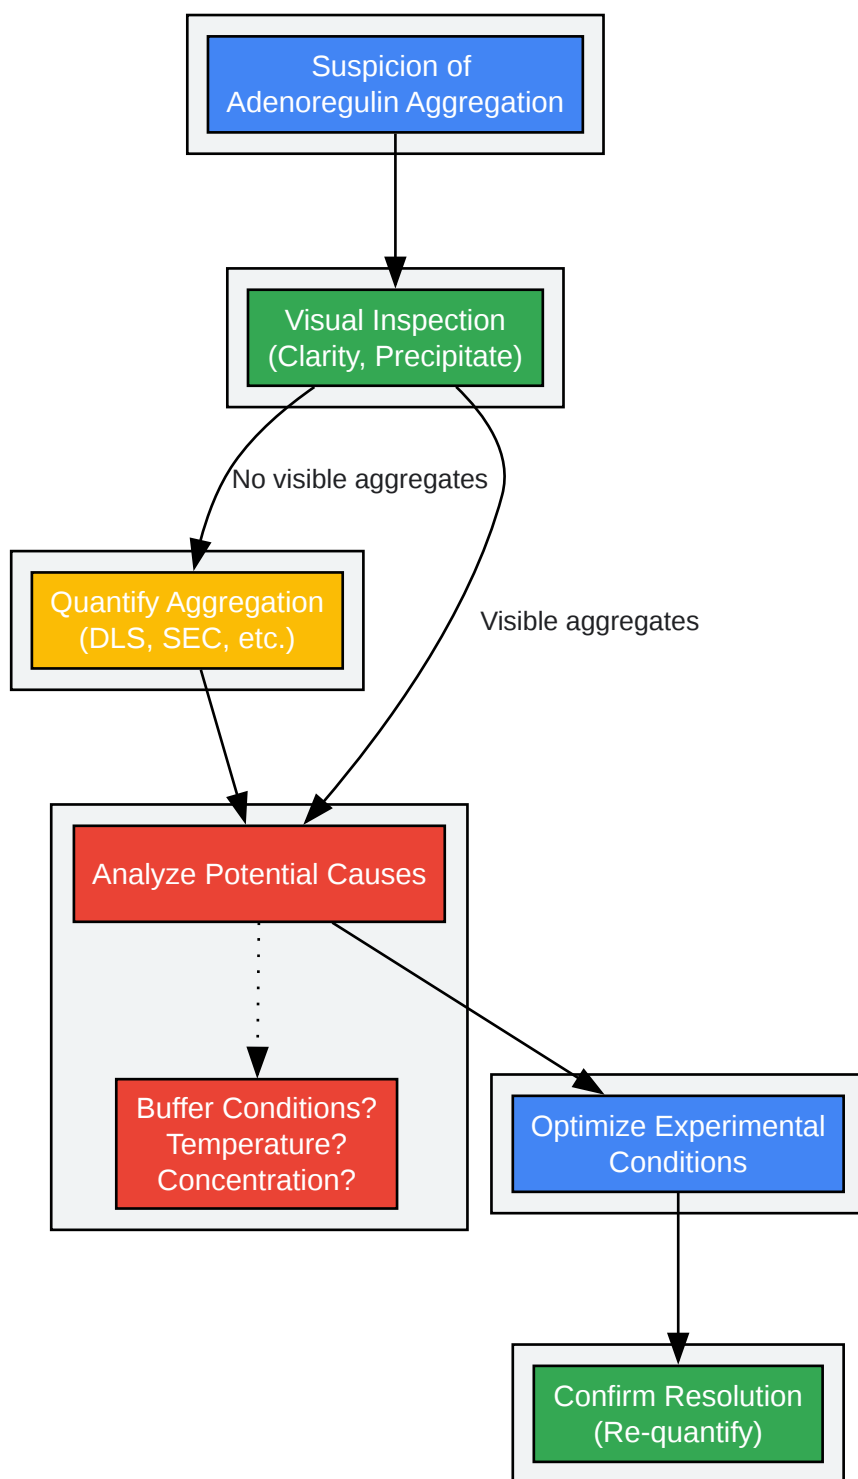 Suspicion of
Adenoregulin Aggregation
Visual Inspection
(Clarity, Precipitate)
No visible aggregates
Quantify Aggregation
(DLS, SEC, etc.)
Visible aggregates
Analyze Potential Causes
Buffer Conditions?
Temperature?
Concentration?
Optimize Experimental
Conditions
Confirm Resolution
(Re-quantify)